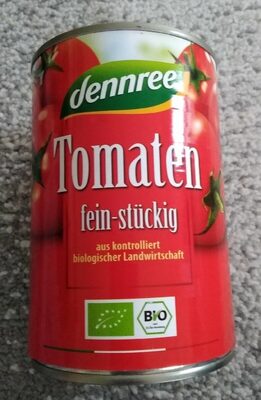 dennree
Tomaten
fein-stückig
aus kontrolliert
biologischer Landwirtschaft
BIO